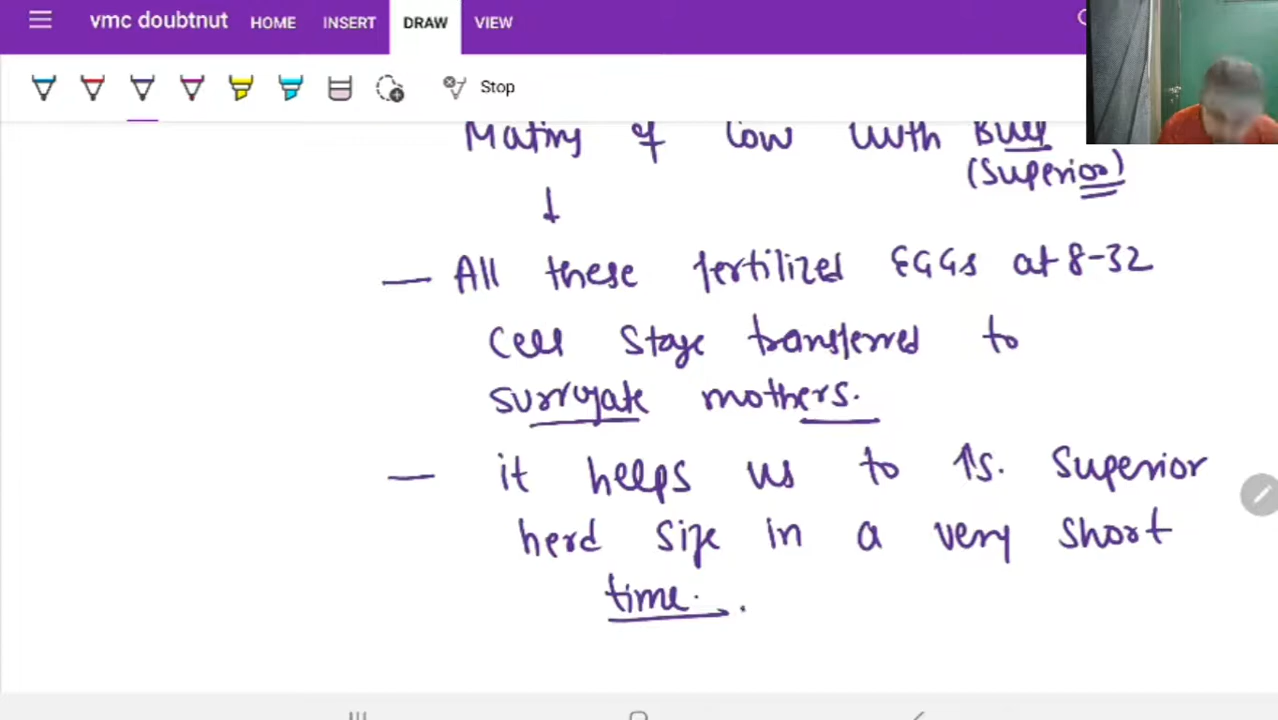 vmc doubtnut HOME INSERT DRAW VIEW
Stop
Mating of Cow with Bull
(Superior)
— All these fertilized EGGs at 8-32
Cell Stage transferred to
surrogate mothers.
— it helps us to ↑s. Superior
herd size in a very short
time.